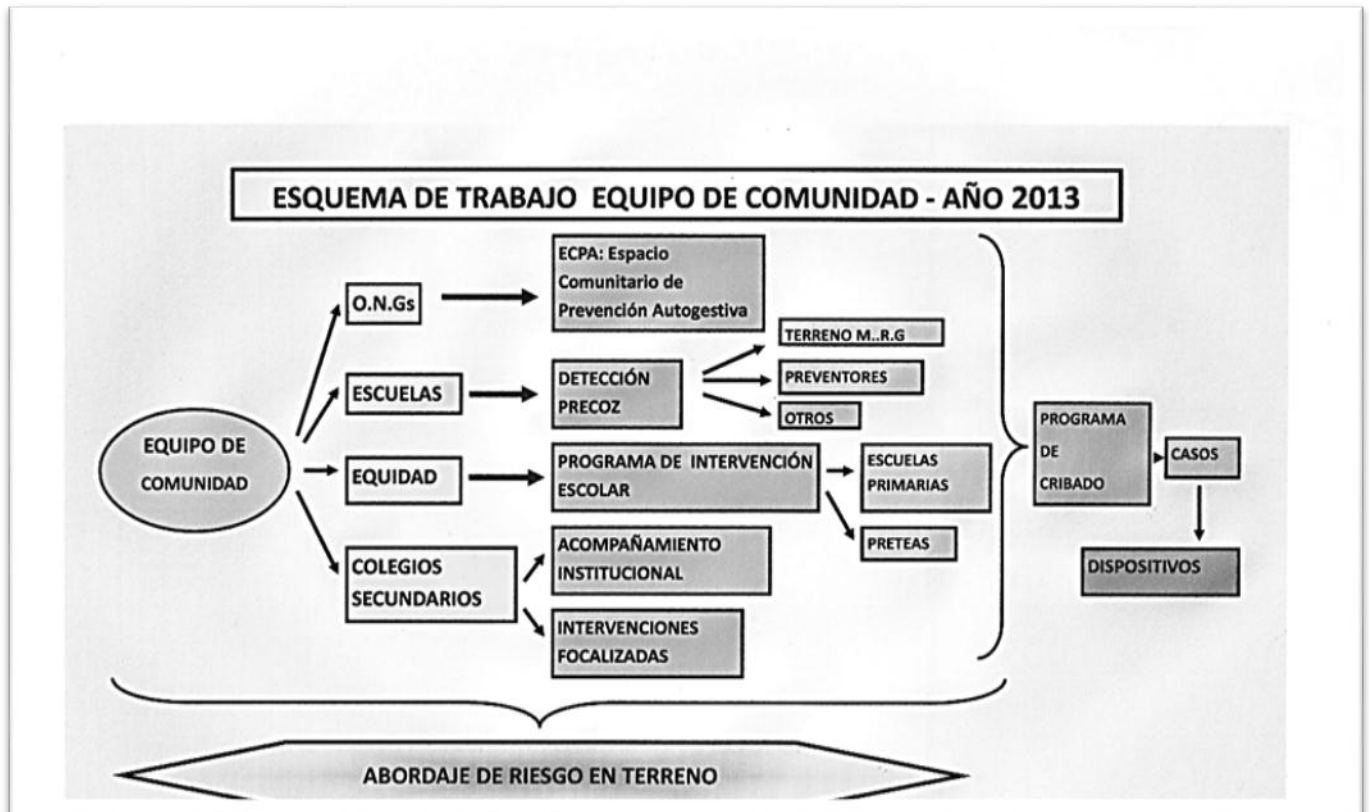 ESQUEMA DE TRABAJO EQUIPO DE COMUNIDAD - AÑO 2013
ECPA: Espacio
Comunitario de
Prevención Autogestiva
O.N.Gs
TERRENO M..R.G
ESCUELAS
DETECCIÓN
PRECOZ
PREVENTORES
OTROS
EQUIPO DE
COMUNIDAD
EQUIDAD
PROGRAMA DE INTERVENCIÓN
ESCOLAR
ESCUELAS
PRIMARIAS
PRETEAS
PROGRAMA
DE
CRIBADO
CASOS
DISPOSITIVOS
COLEGIOS
SECUNDARIOS
ACOMPAÑAMIENTO
INSTITUCIONAL
INTERVENCIONES
FOCALIZADAS
ABORDAJE DE RIESGO EN TERRENO